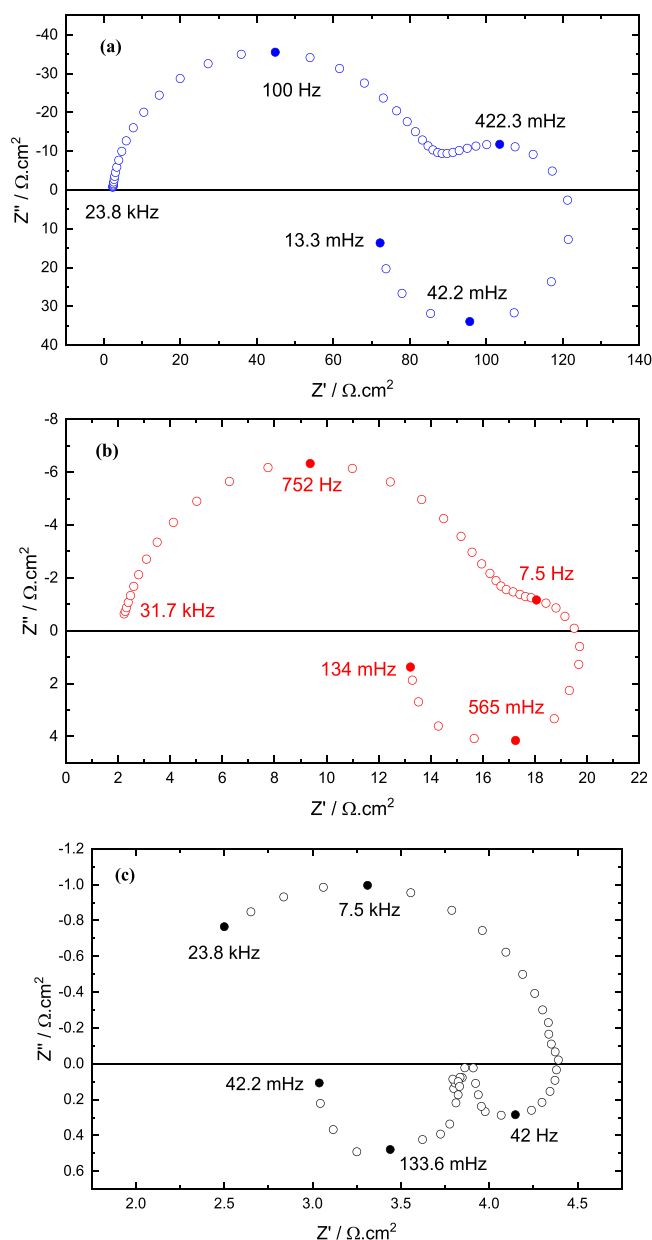 (a)
-40
-30
-20
-10
0
10
20
30
40
Z'' / Ω.cm²
100 Hz
422.3 mHz
23.8 kHz
13.3 mHz
42.2 mHz
0 20 40 60 80 100 120 140
Z' / Ω.cm²
(b)
-8
-6
-4
-2
0
2
4
Z'' / Ω.cm²
752 Hz
7.5 Hz
31.7 kHz
134 mHz
565 mHz
0 2 4 6 8 10 12 14 16 18 20 22
Z' / Ω.cm²
(c)
-1.2
-1.0
-0.8
-0.6
-0.4
-0.2
0.0
0.2
0.4
0.6
Z'' / Ω.cm²
7.5 kHz
23.8 kHz
42.2 mHz
42 Hz
133.6 mHz
2.0 2.5 3.0 3.5 4.0 4.5
Z' / Ω.cm²